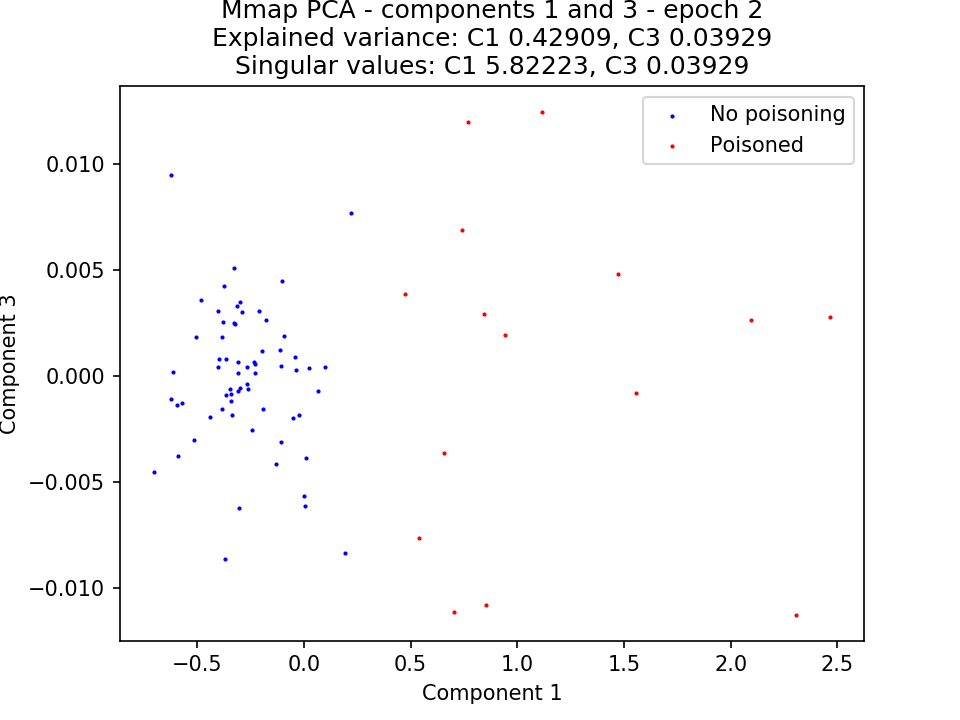 Mmap PCA - components 1 and 3 - epoch 2
Explained variance: C1 0.42909, C3 0.03929
Singular values: C1 5.82223, C3 0.03929
No poisoning
Poisoned
0.010
0.005
0.000
−0.005
−0.010
Component 3
−0.5
0.0
0.5
1.0
1.5
2.0
2.5
Component 1